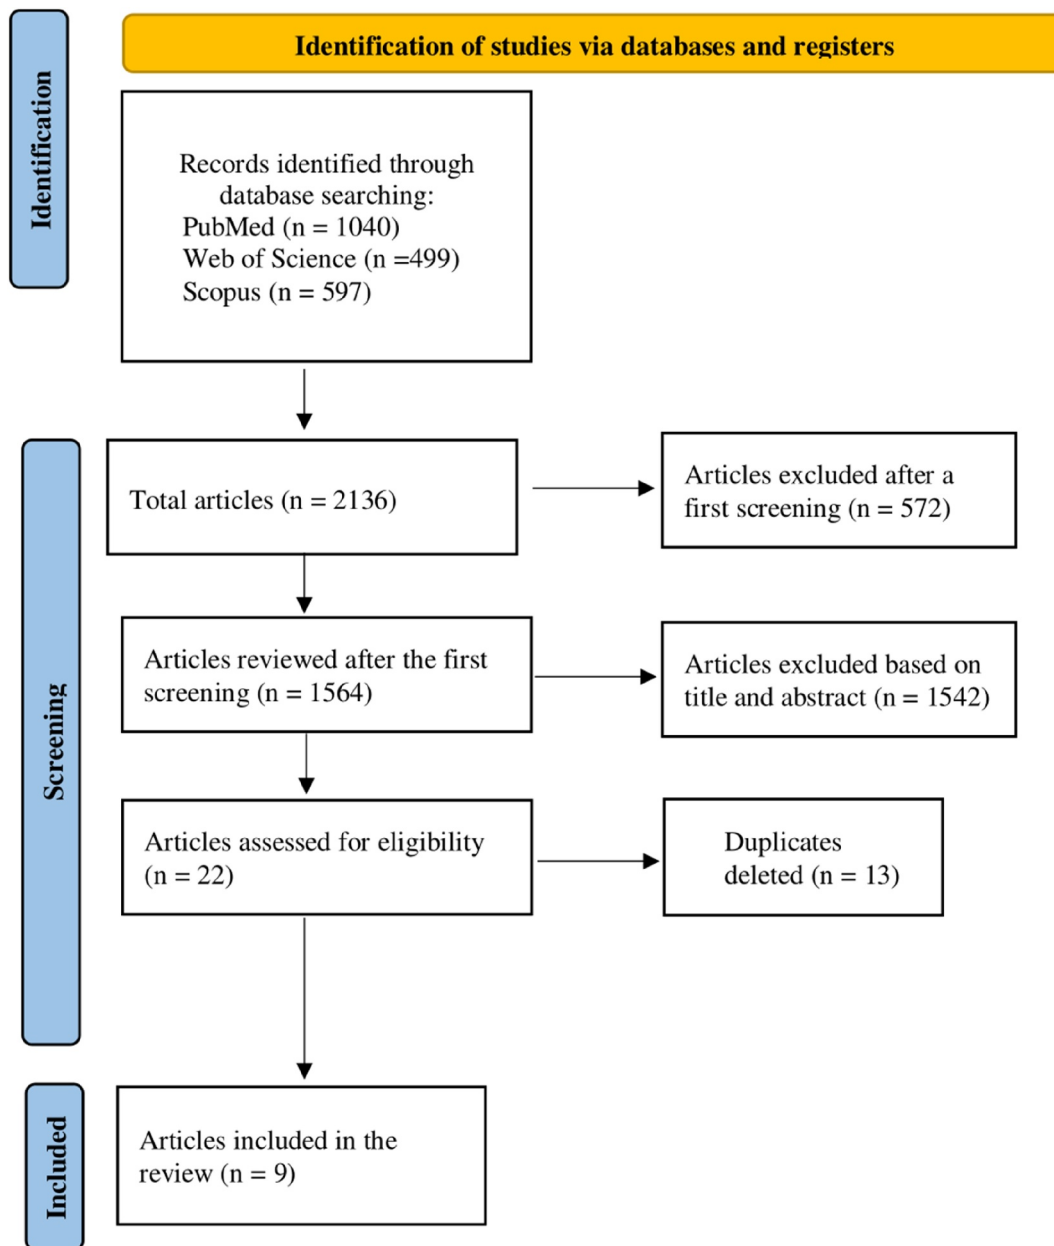 Identification of studies via databases and registers
Identification
Records identified through
database searching:
PubMed (n = 1040)
Web of Science (n =499)
Scopus (n = 597)
Screening
Total articles (n = 2136)
Articles excluded after a
first screening (n = 572)
Articles reviewed after the first
screening (n = 1564)
Articles excluded based on
title and abstract (n = 1542)
Articles assessed for eligibility
(n = 22)
Duplicates
deleted (n = 13)
Included
Articles included in the
review (n = 9)